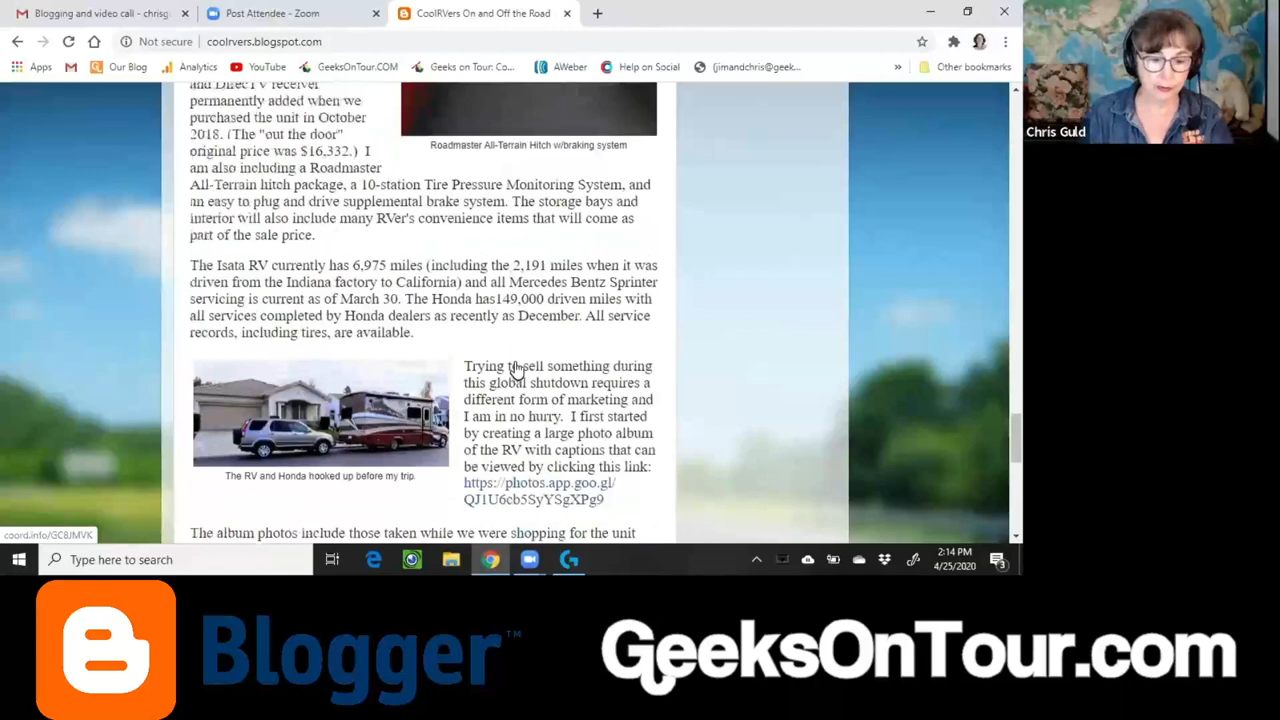 Blogging and video call - chrisg
Post Attendee - Zoom
CoolRVers On and Off the Road
Not secure
coolrvers.blogspot.com
Apps
Our Blog
Analytics
YouTube
GeeksOnTour.COM
Geeks on Tour: Co...
AWeber
Help on Social
(jimandchris@geek...
»
Other bookmarks
Chris Guld
and DirecTV receiver
permanently added when we
purchased the unit in October
2018. (The "out the door"
original price was $16,332.) I
am also including a Roadmaster
Roadmaster All-Terrain Hitch w/braking system
All-Terrain hitch package, a 10-station Tire Pressure Monitoring System, and
an easy to plug and drive supplemental brake system. The storage bays and
interior will also include many RVer's convenience items that will come as
part of the sale price.
The Isata RV currently has 6,975 miles (including the 2,191 miles when it was
driven from the Indiana factory to California) and all Mercedes Bentz Sprinter
servicing is current as of March 30. The Honda has149,000 driven miles with
all services completed by Honda dealers as recently as December. All service
records, including tires, are available.
Trying to sell something during
this global shutdown requires a
different form of marketing and
I am in no hurry. I first started
by creating a large photo album
of the RV with captions that can
be viewed by clicking this link:
https://photos.app.goo.gl/
QJ1U6cb5SyYSgXPg9
The RV and Honda hooked up before my trip.
The album photos include those taken while we were shopping for the unit
coord.info/GC8JMVK
Type here to search
2:14 PM
4/25/2020
3
Blogger™
GeeksOnTour.com